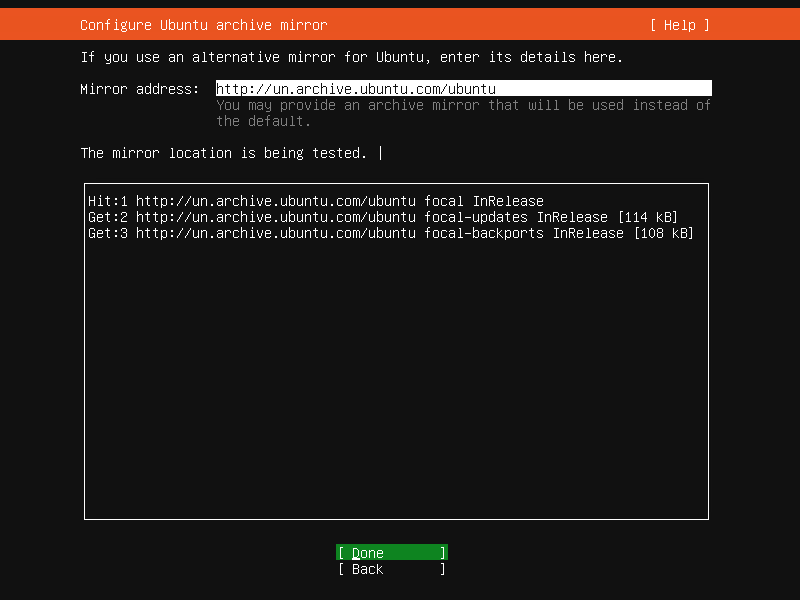 Configure Ubuntu archive mirror [ Help ]
If you use an alternative mirror for Ubuntu, enter its details here.
Mirror address: http://un.archive.ubuntu.com/ubuntu
You may provide an archive mirror that will be used instead of
the default.
The mirror location is being tested. |
Hit:1 http://un.archive.ubuntu.com/ubuntu focal InRelease
Get:2 http://un.archive.ubuntu.com/ubuntu focal-updates InRelease [114 kB]
Get:3 http://un.archive.ubuntu.com/ubuntu focal-backports InRelease [108 kB]
[ Done ]
[ Back ]